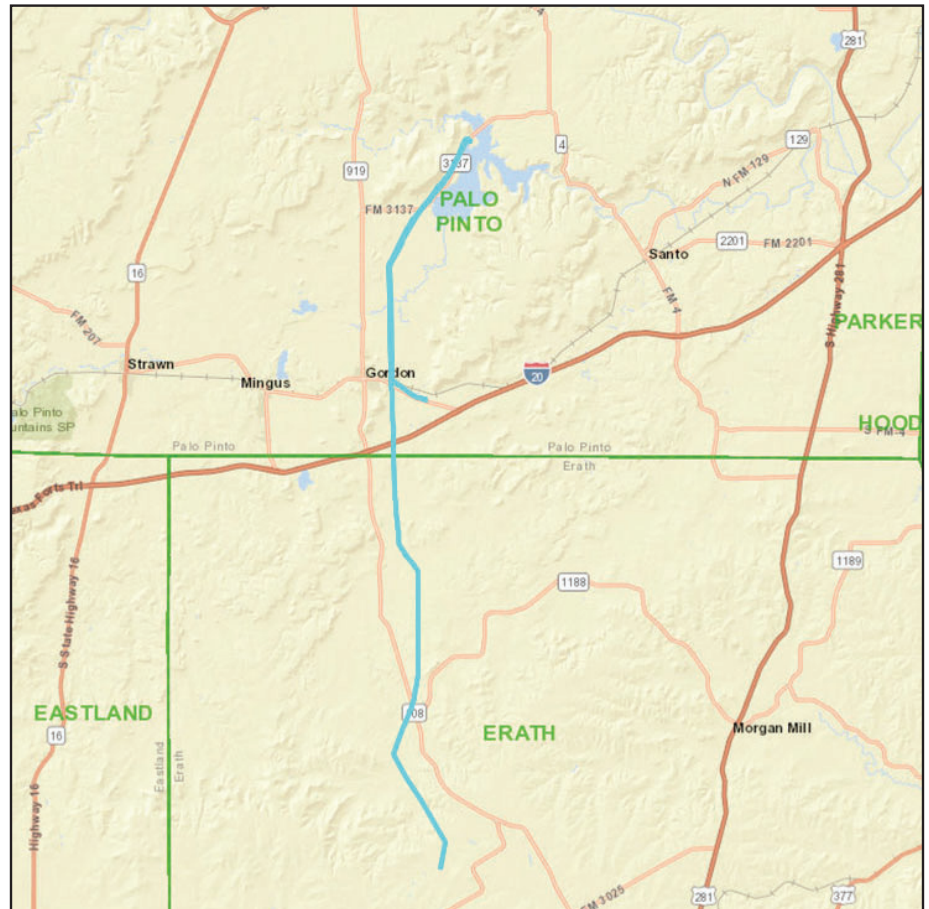 281
4
129
N FM 129
919
3137
FM 3137
PALO
PINTO
Santo
2201
FM 2201
16
FM 4
S Highway 281
FM 207
PARKER
Strawn
Mingus
Gordon
20
alo Pinto
untains SP
HOOD
S FM-4
Palo Pinto
Palo Pinto
Erath
exas Forts Trl
1189
1188
S State Highway 16
EASTLAND
08
ERATH
Morgan Mill
16
Eastland
Erath
Highway 16
FM 3025
281
377